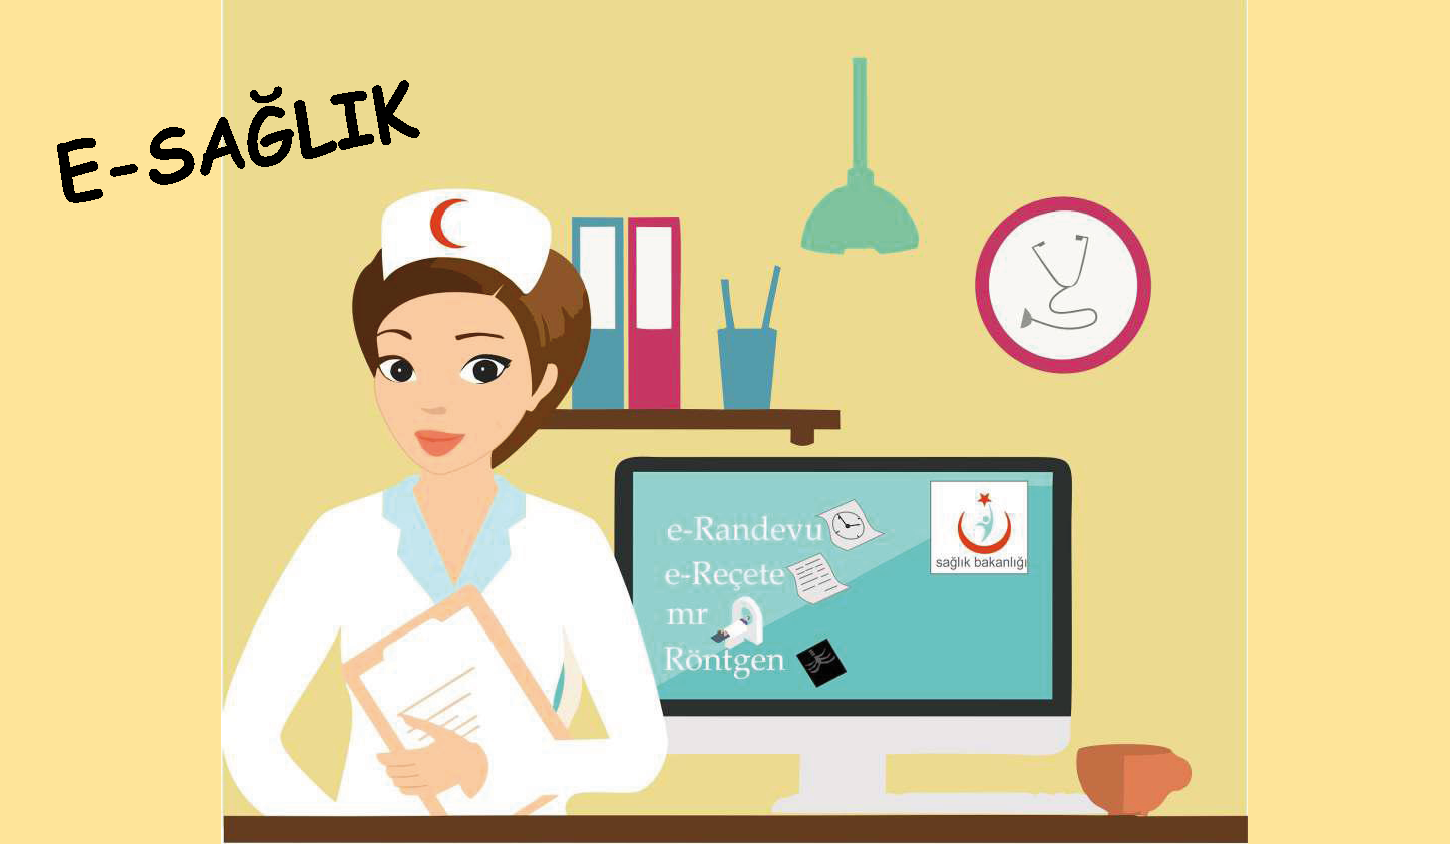 E-SAĞLIK
e-Randevu
e-Reçete
mr
Röntgen
sağlık bakanlığı